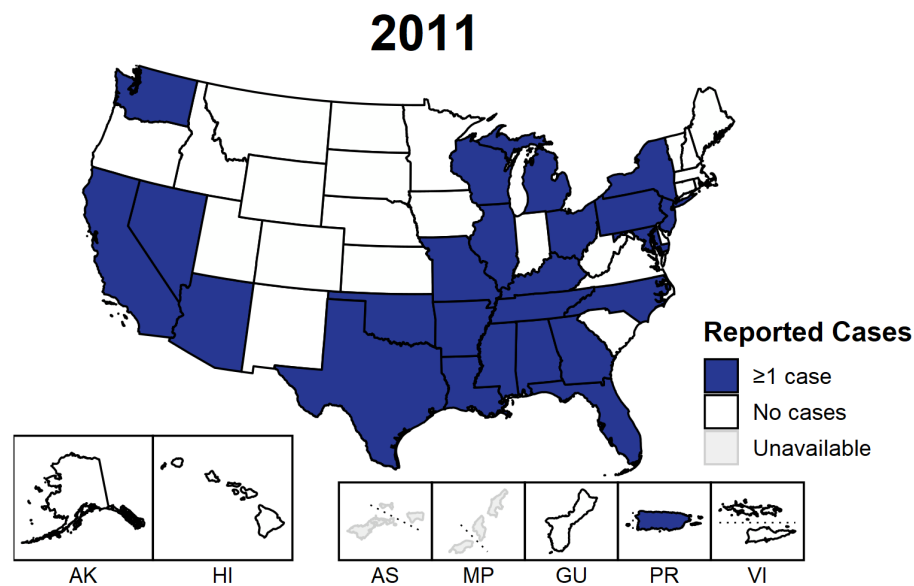 2011
Reported Cases
≥1 case
No cases
Unavailable
AK
HI
AS
MP
GU
PR
VI